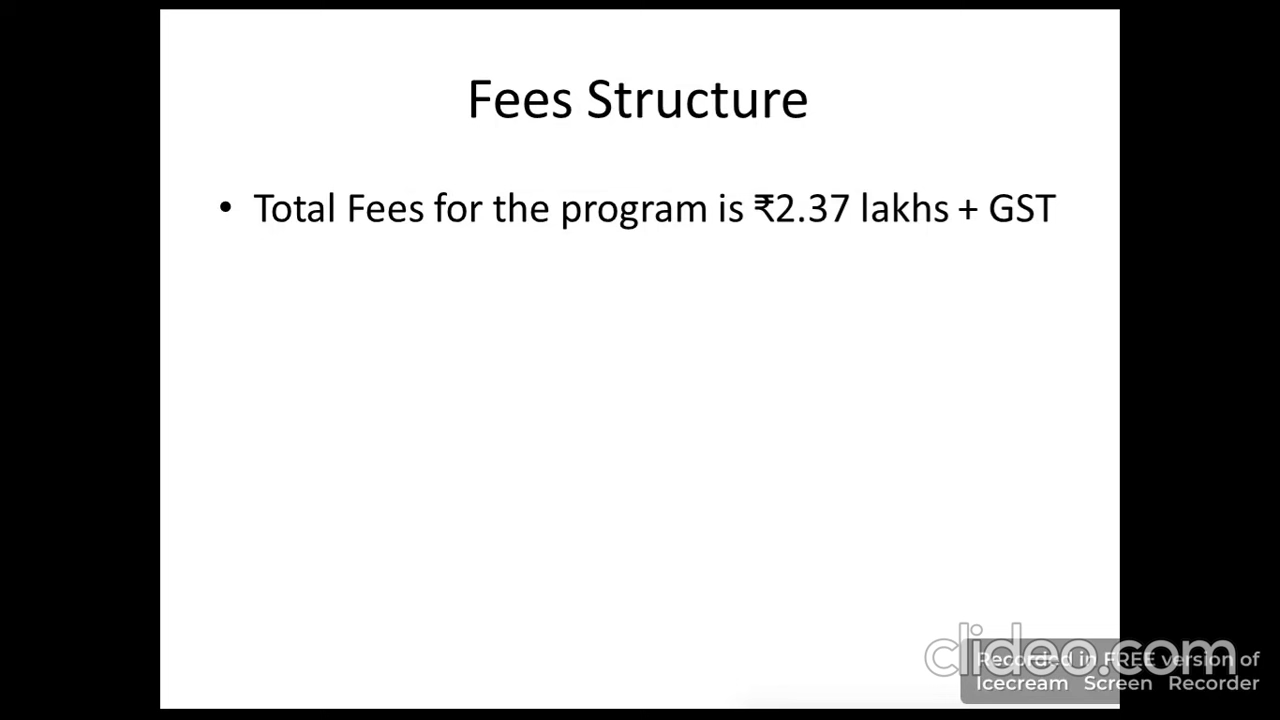 Fees Structure
• Total Fees for the program is ₹2.37 lakhs + GST
clideo.com
Recorded in FREE version of
Icecream Screen Recorder